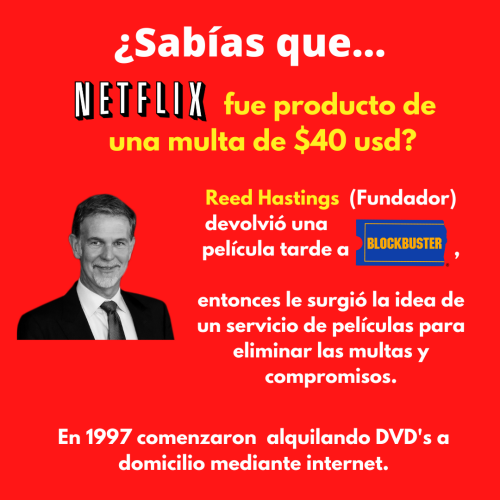 ¿Sabías que...
NETFLIX fue producto de
una multa de $40 usd?
Reed Hastings (Fundador)
devolvió una
película tarde a BLOCKBUSTER ,
entonces le surgió la idea de
un servicio de películas para
eliminar las multas y
compromisos.
En 1997 comenzaron alquilando DVD's a
domicilio mediante internet.